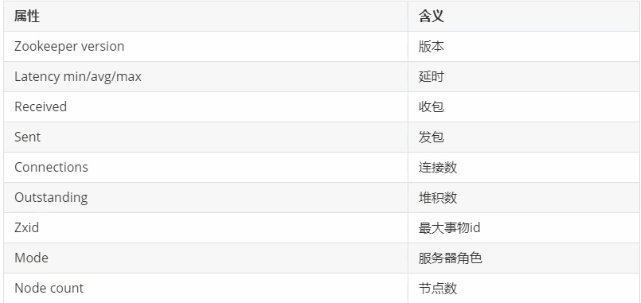 属性 含义
Zookeeper version 版本
Latency min/avg/max 延时
Received 收包
Sent 发包
Connections 连接数
Outstanding 堆积数
Zxid 最大事物id
Mode 服务器角色
Node count 节点数